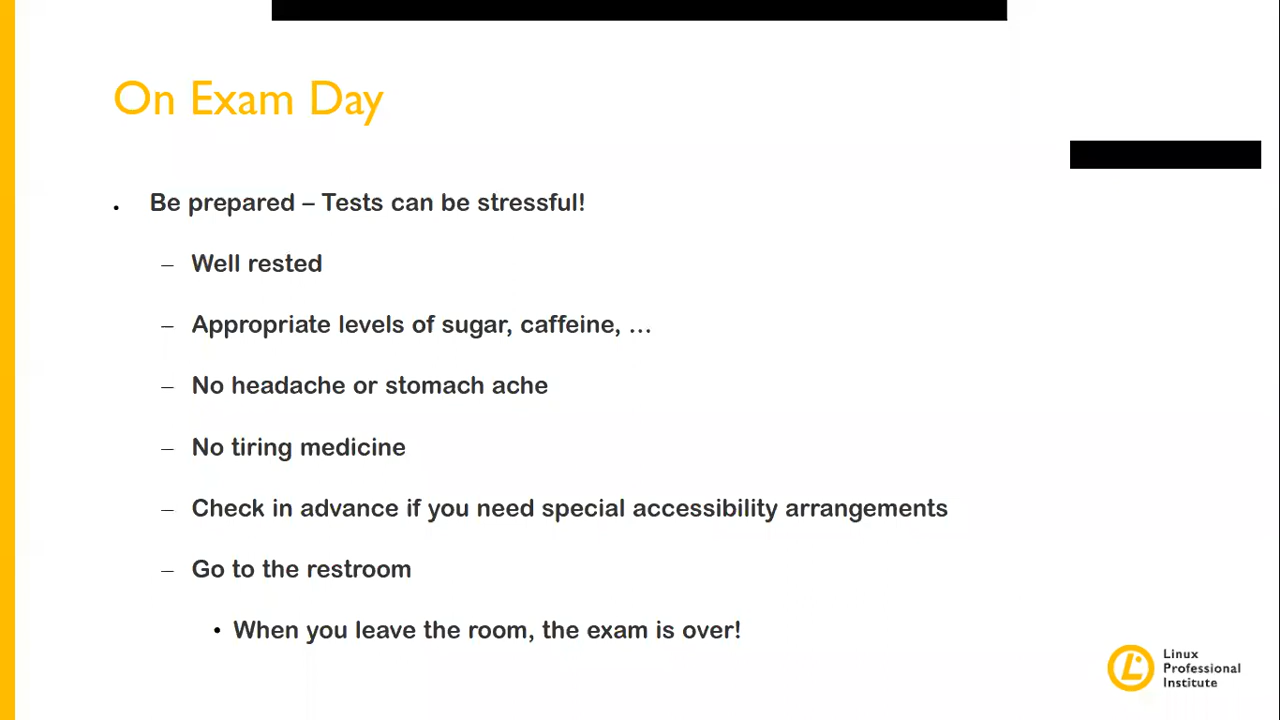 On Exam Day
• Be prepared – Tests can be stressful!
– Well rested
– Appropriate levels of sugar, caffeine, …
– No headache or stomach ache
– No tiring medicine
– Check in advance if you need special accessibility arrangements
– Go to the restroom
• When you leave the room, the exam is over!
Linux
Professional
Institute